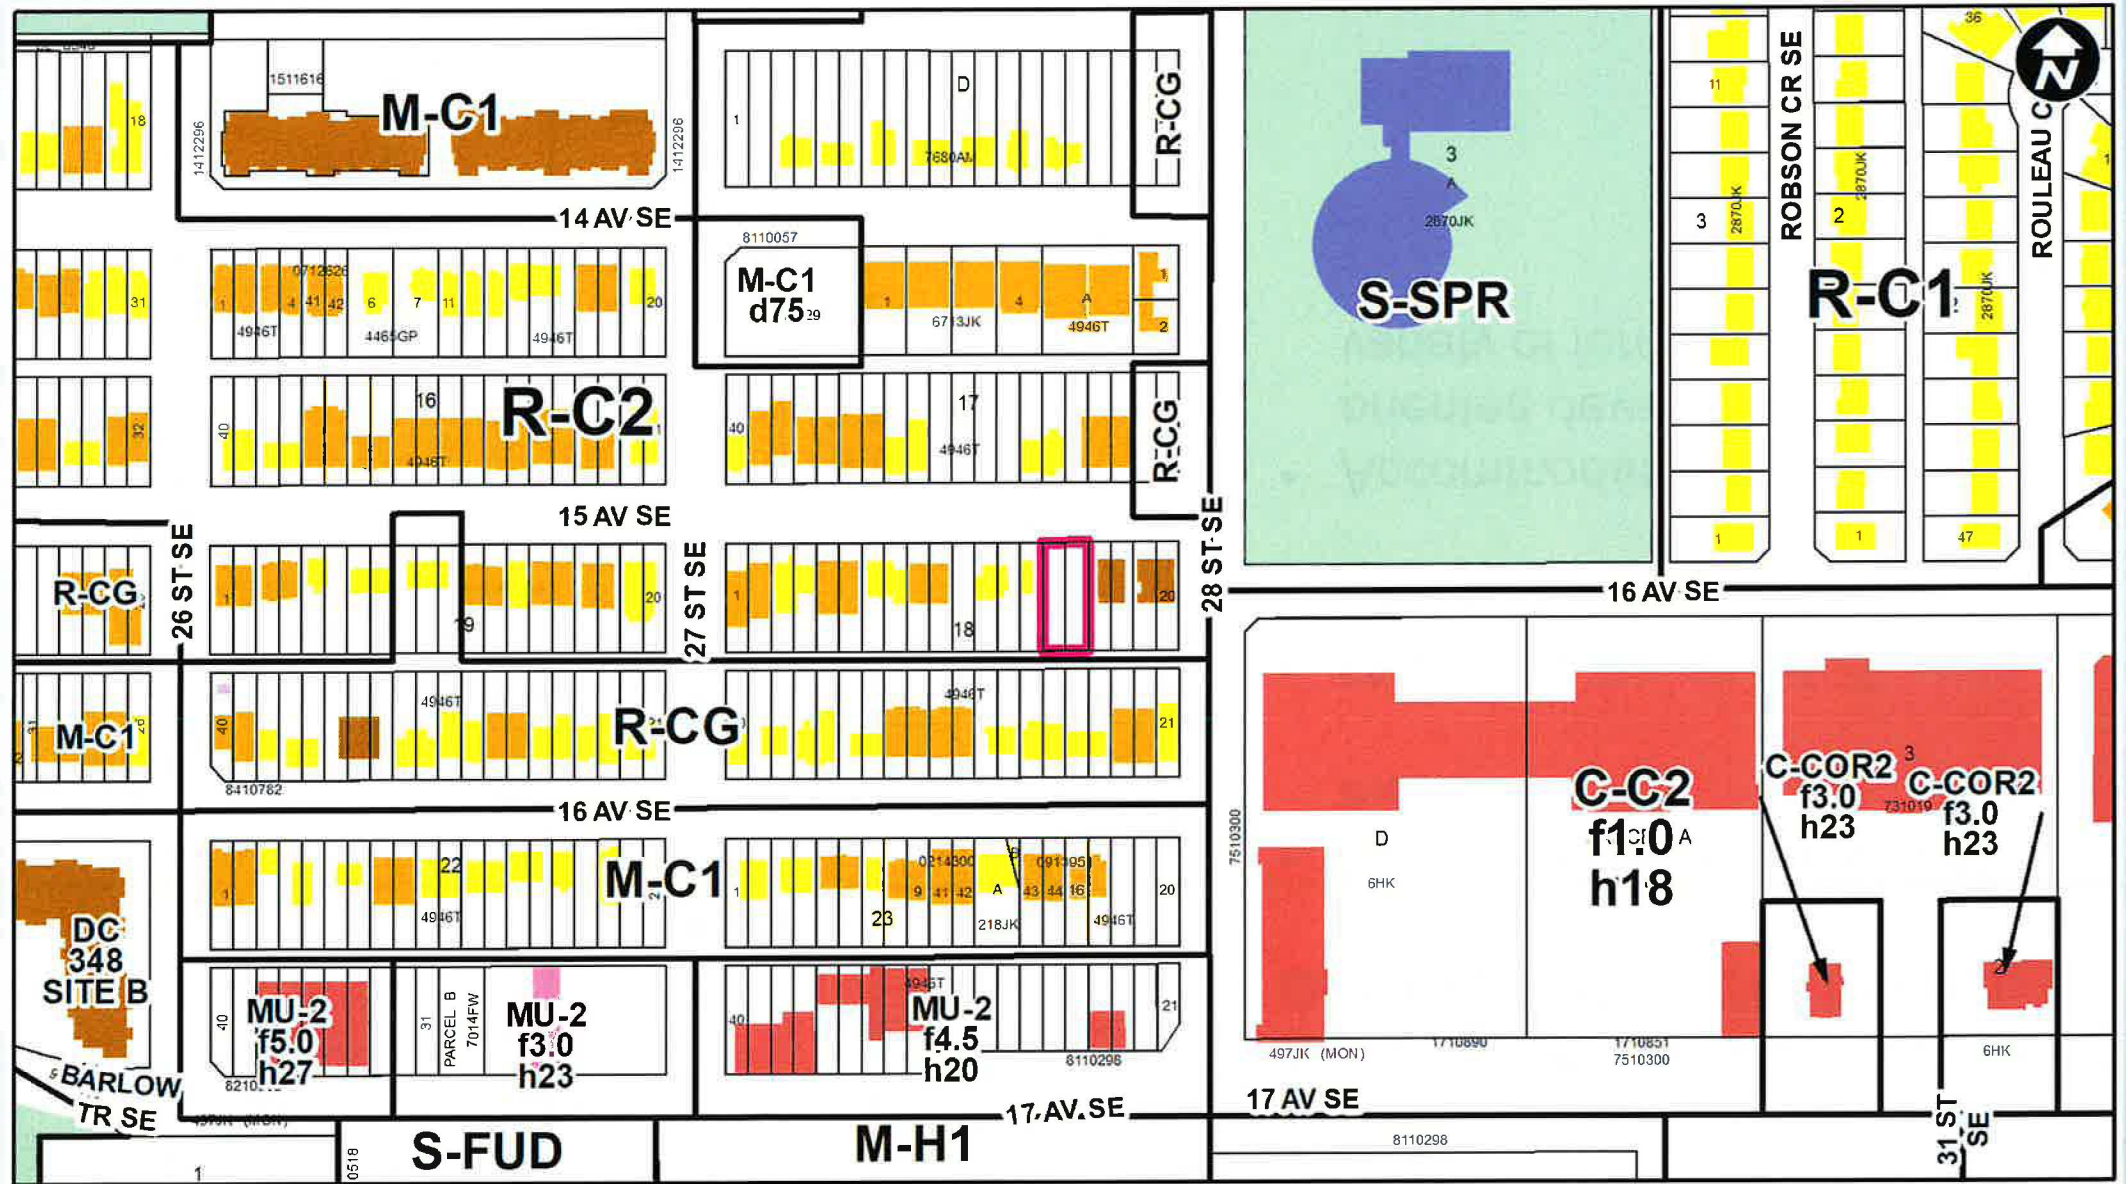 36
1511616
M-C1
D
R-CG
11
ROBSON CR SE
N
18
1412296
1412296
1
7680AM
3
A
2870JK
2870JK
2870JK
3
2
ROULEAU C
14 AV SE
8110057
M-C1
d75
29
S-SPR
R-C1
2870JK
31
1
4
0712626
41
42
6
7
11
20
4946T
4465GP
4946T
1
4
A
1
2
6713JK
4946T
32
40
16
R-C2
1
4946T
40
17
4946T
R-CG
15 AV SE
1
1
47
R-CG
26 ST SE
1
19
20
27 ST SE
1
18
20
28 ST SE
16 AV SE
31
M-C1
40
4946T
R-CG
4946T
21
8410782
16 AV SE
C-C2
f1.0
h18
C-COR2
f3.0
h23
3
C-COR2
f3.0
h23
731019
7510300
D
A
6HK
1
22
4946T
M-C1
1
0214300
9
41
42
A
B
43
44
16
20
23
218JK
4946T
DC
348
SITE B
40
MU-2
f5.0
h27
31
PARCEL B
7014FW
MU-2
f3.0
h23
40
4946T
MU-2
f4.5
h20
21
8110298
2
497JK (MON)
1710890
1710851
7510300
6HK
BARLOW
TR SE
17 AV SE
17 AV SE
31 ST
SE
1
0518
S-FUD
M-H1
8110298